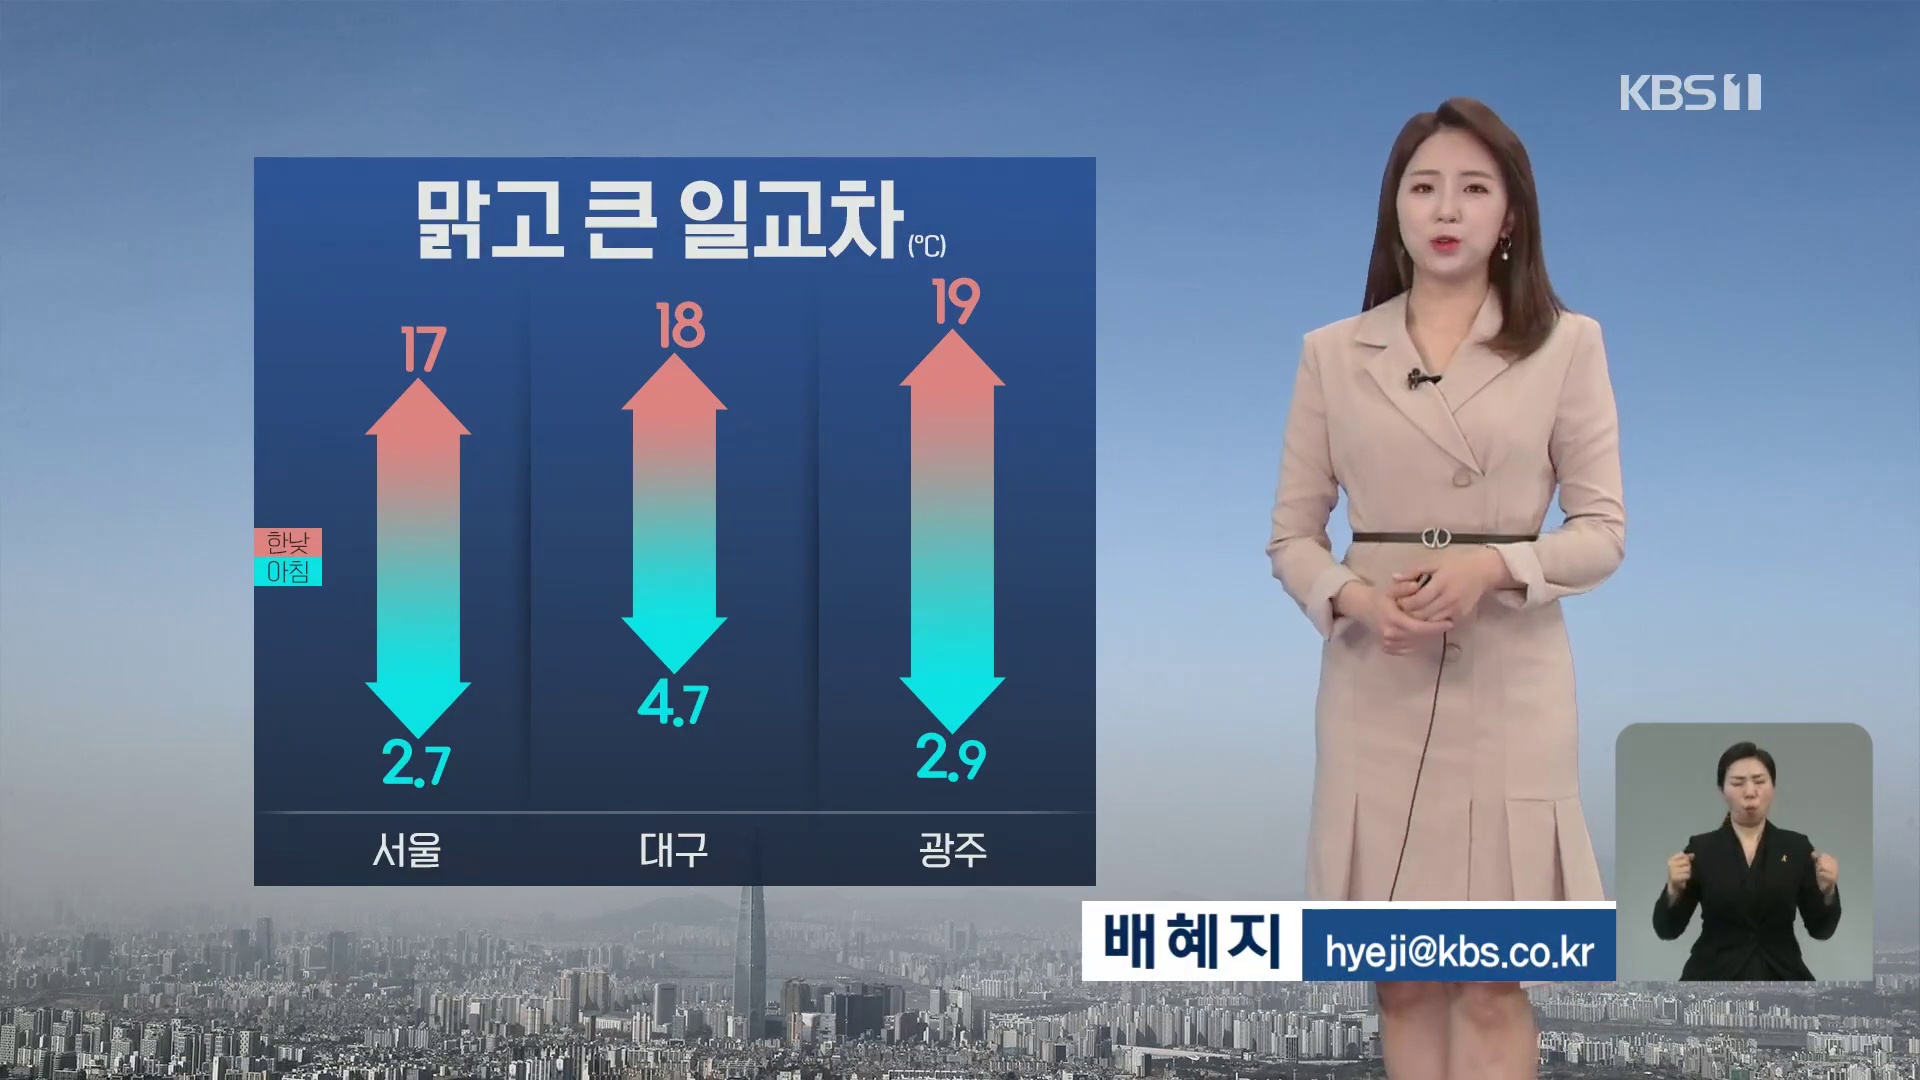 KBS 1
맑고 큰 일교차 (℃)
17 18 19
한낮
아침
2.7 4.7 2.9
서울 대구 광주
배혜지 hyeji@kbs.co.kr